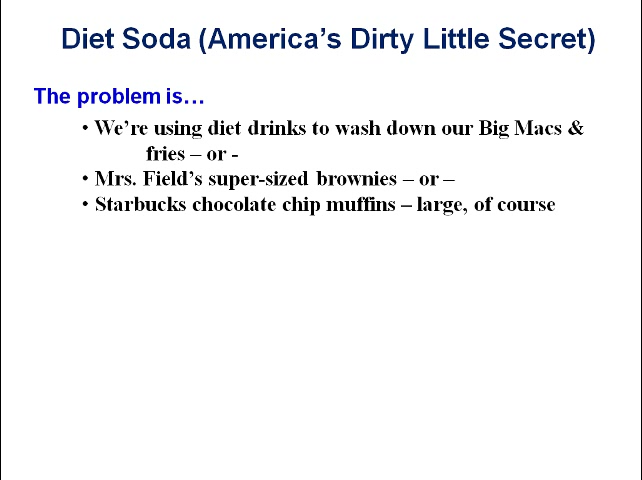 Diet Soda (America's Dirty Little Secret)
The problem is…
• We're using diet drinks to wash down our Big Macs &
fries – or -
• Mrs. Field's super-sized brownies – or –
• Starbucks chocolate chip muffins – large, of course